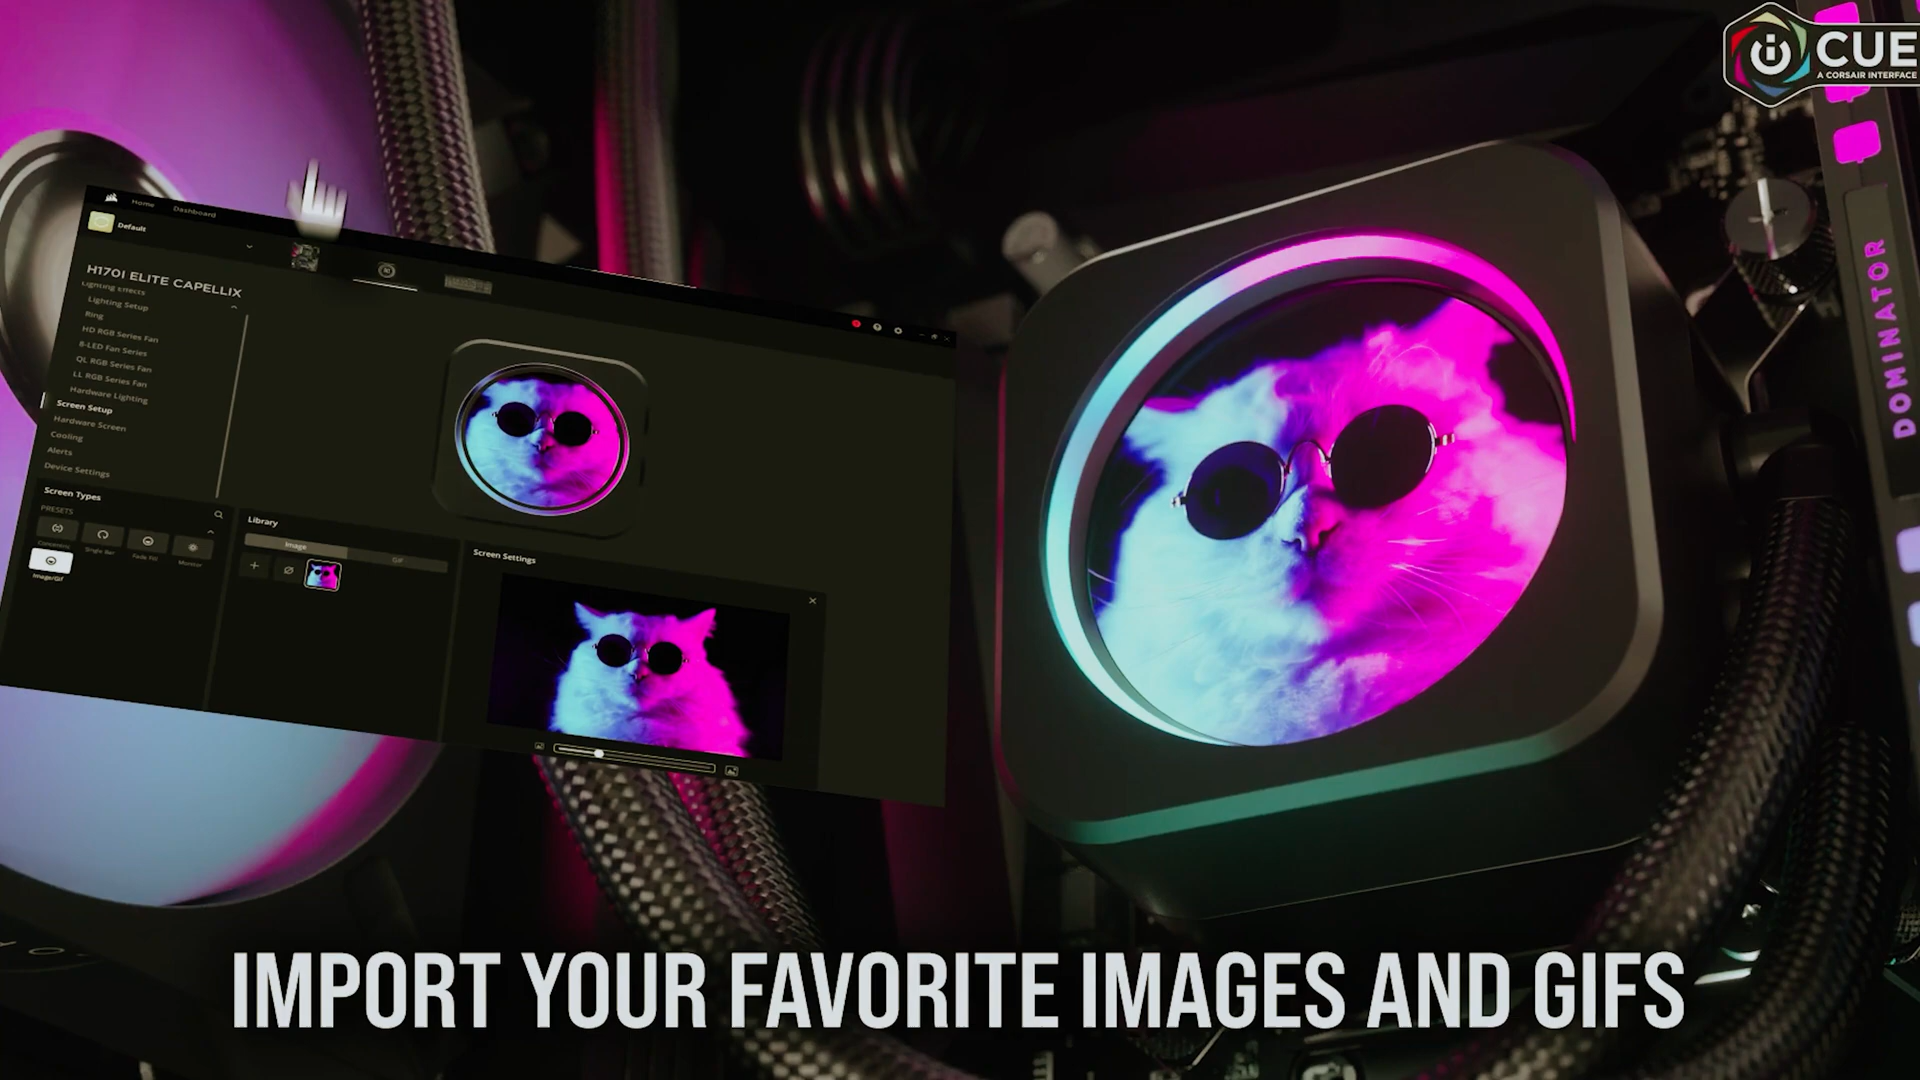 iCUE
A CORSAIR INTERFACE
DOMINATOR
Home Dashboard
Default
H170I ELITE CAPELLIX
Lighting Effects
Lighting Setup
Ring
HD RGB Series Fan
8-LED Fan Series
QL RGB Series Fan
LL RGB Series Fan
Hardware Lighting
Screen Setup
Hardware Screen
Cooling
Alerts
Device Settings
Screen Types
PRESETS
Concentric Single Bar Fade Fill Monitor
Image/Gif
Library
Image Gif
Screen Settings
IMPORT YOUR FAVORITE IMAGES AND GIFS